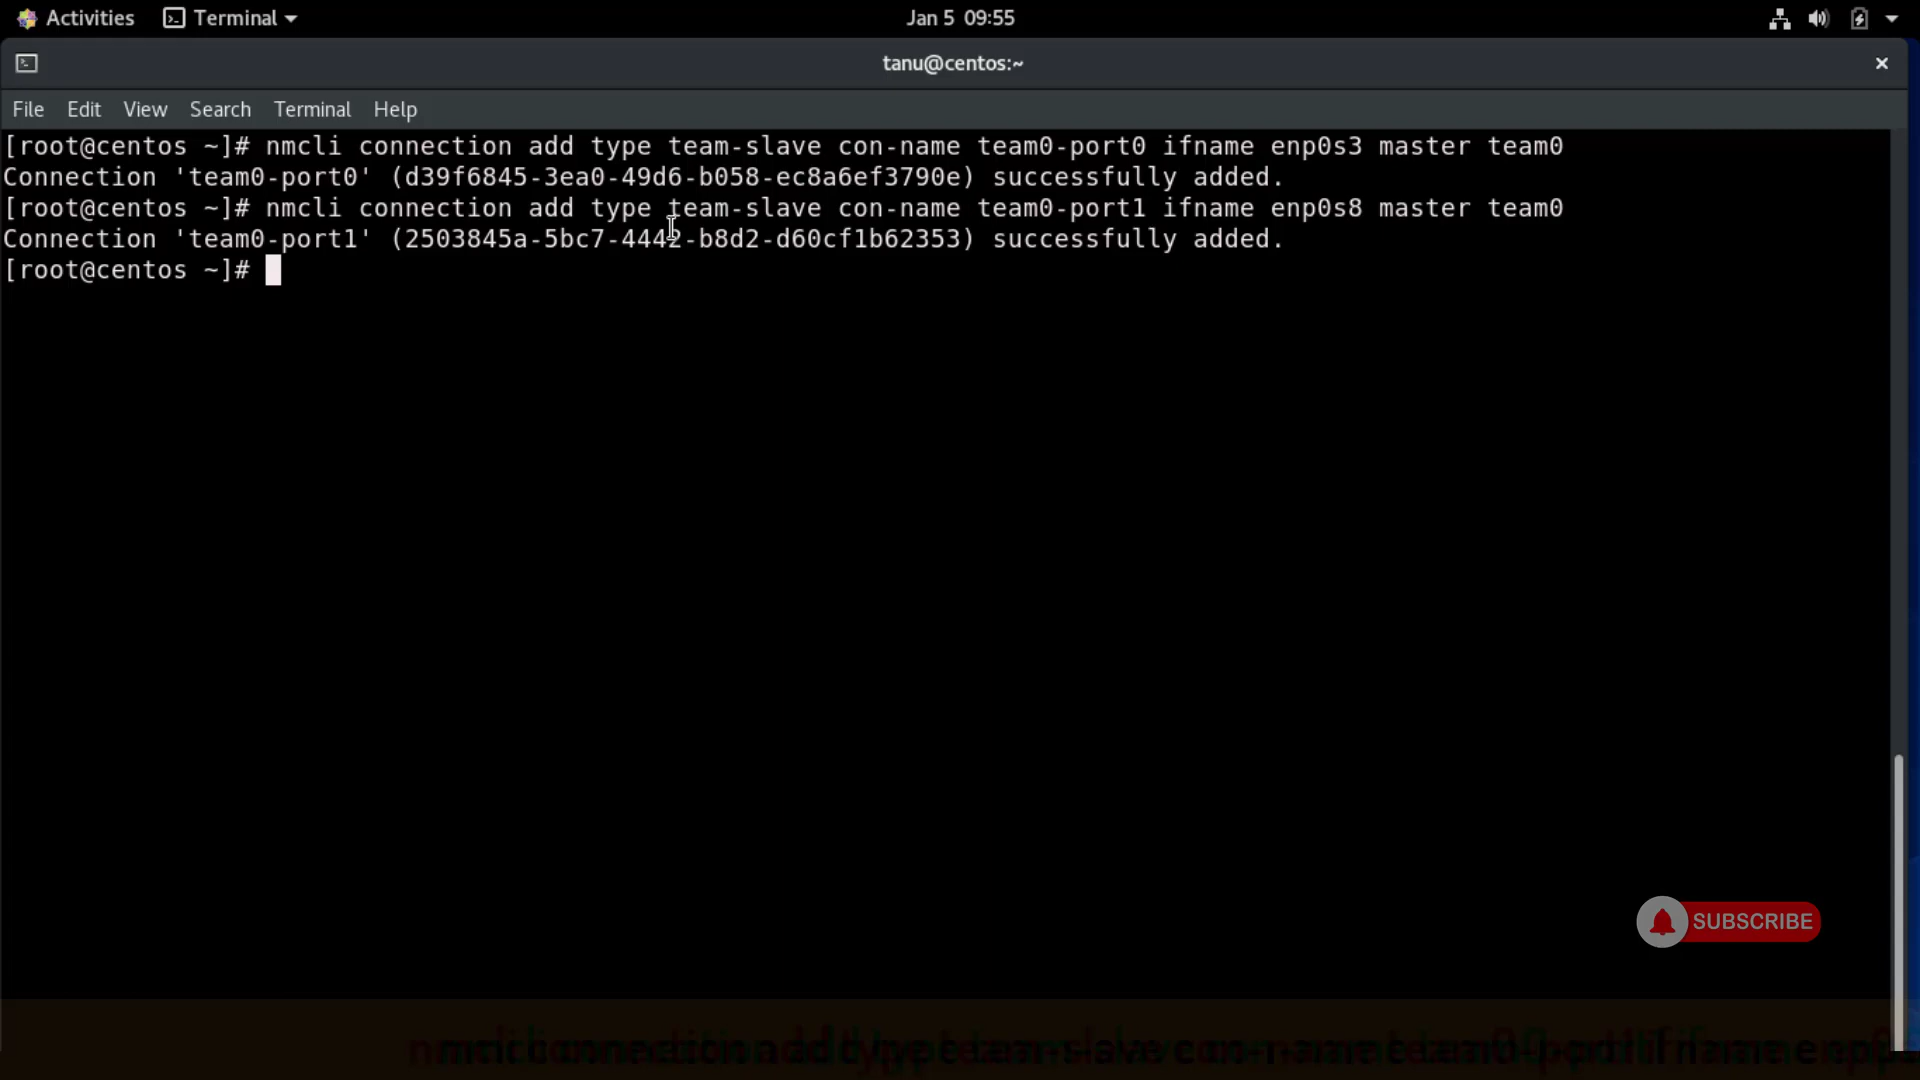 Activities Terminal Jan 5 09:55
tanu@centos:~
File Edit View Search Terminal Help
[root@centos ~]# nmcli connection add type team-slave con-name team0-port0 ifname enp0s3 master team0
Connection 'team0-port0' (d39f6845-3ea0-49d6-b058-ec8a6ef3790e) successfully added.
[root@centos ~]# nmcli connection add type team-slave con-name team0-port1 ifname enp0s8 master team0
Connection 'team0-port1' (2503845a-5bc7-4442-b8d2-d60cf1b62353) successfully added.
[root@centos ~]#
SUBSCRIBE